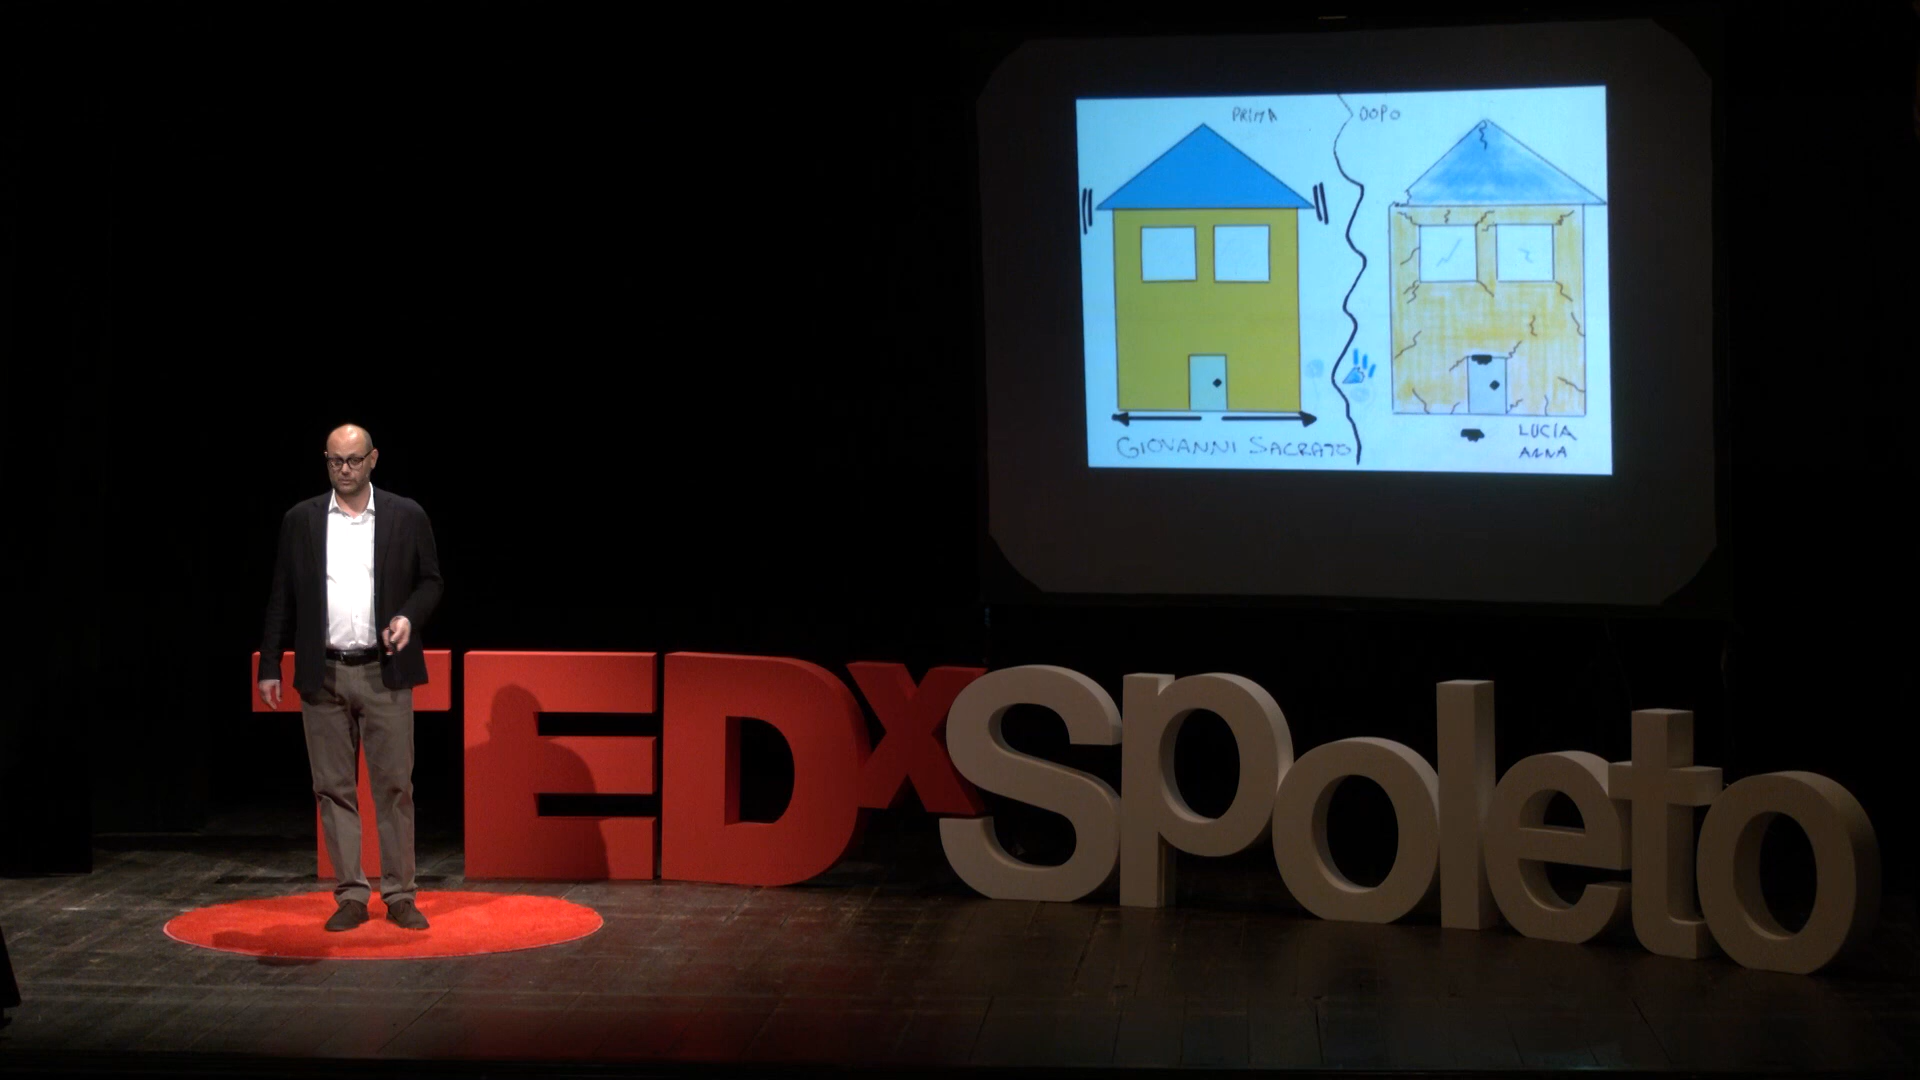 PRIMA
DOPO
GIOVANNI SACRATO
LUCIA
ANNA
TEDxSpoleto